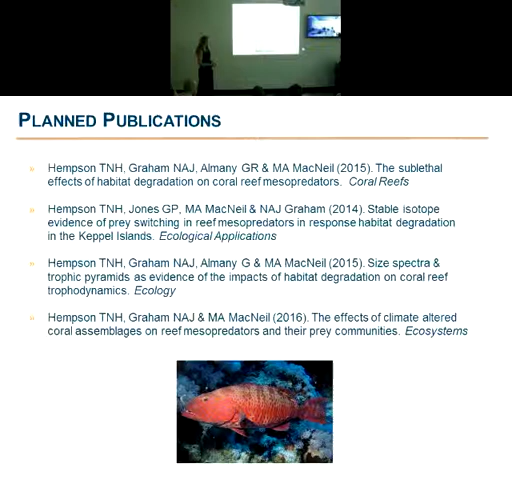 PLANNED PUBLICATIONS
» Hempson TNH, Graham NAJ, Almany GR & MA MacNeil (2015). The sublethal
effects of habitat degradation on coral reef mesopredators. Coral Reefs
» Hempson TNH, Jones GP, MA MacNeil & NAJ Graham (2014). Stable isotope
evidence of prey switching in reef mesopredators in response habitat degradation
in the Keppel Islands. Ecological Applications
» Hempson TNH, Graham NAJ, Almany G & MA MacNeil (2015). Size spectra &
trophic pyramids as evidence of the impacts of habitat degradation on coral reef
trophodynamics. Ecology
» Hempson TNH, Graham NAJ & MA MacNeil (2016). The effects of climate altered
coral assemblages on reef mesopredators and their prey communities. Ecosystems